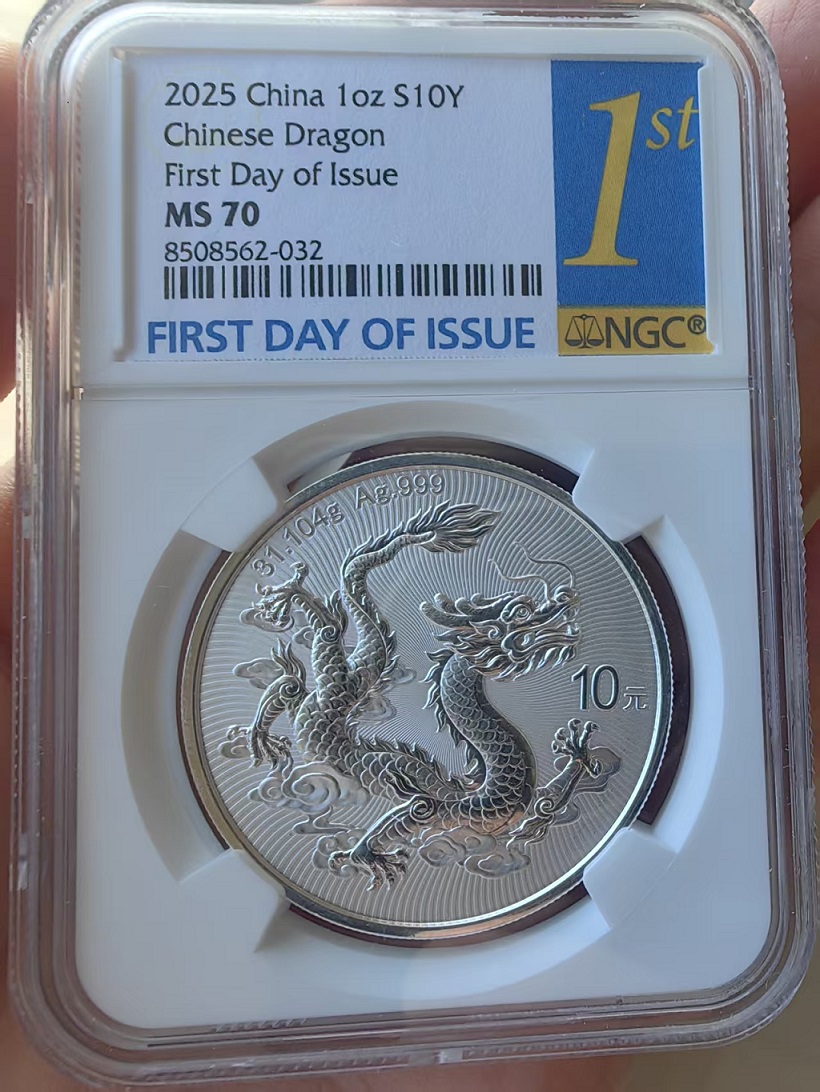 2025 China 1oz S10Y
Chinese Dragon
First Day of Issue
MS 70
8508562-032
FIRST DAY OF ISSUE
1st
NGC®
31.104g Ag.999
10元